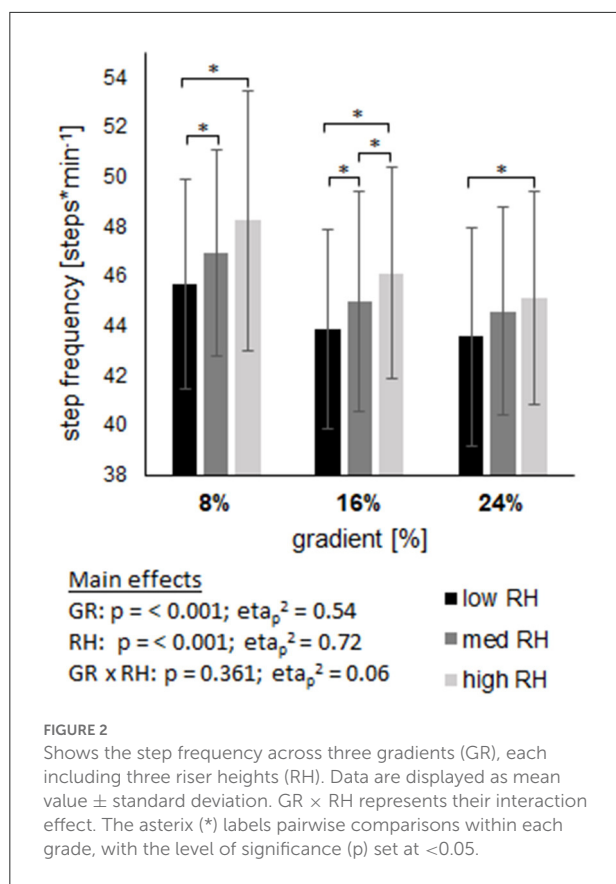 step frequency [steps*min⁻¹]
54
52
50
48
46
44
42
40
38
* * * * * *
8% 16% 24%
gradient [%]
Main effects
GR: p = < 0.001; etaₚ² = 0.54
RH: p = < 0.001; etaₚ² = 0.72
GR x RH: p = 0.361; etaₚ² = 0.06
low RH
med RH
high RH
FIGURE 2
Shows the step frequency across three gradients (GR), each
including three riser heights (RH). Data are displayed as mean
value ± standard deviation. GR × RH represents their interaction
effect. The asterix (*) labels pairwise comparisons within each
grade, with the level of significance (p) set at <0.05.